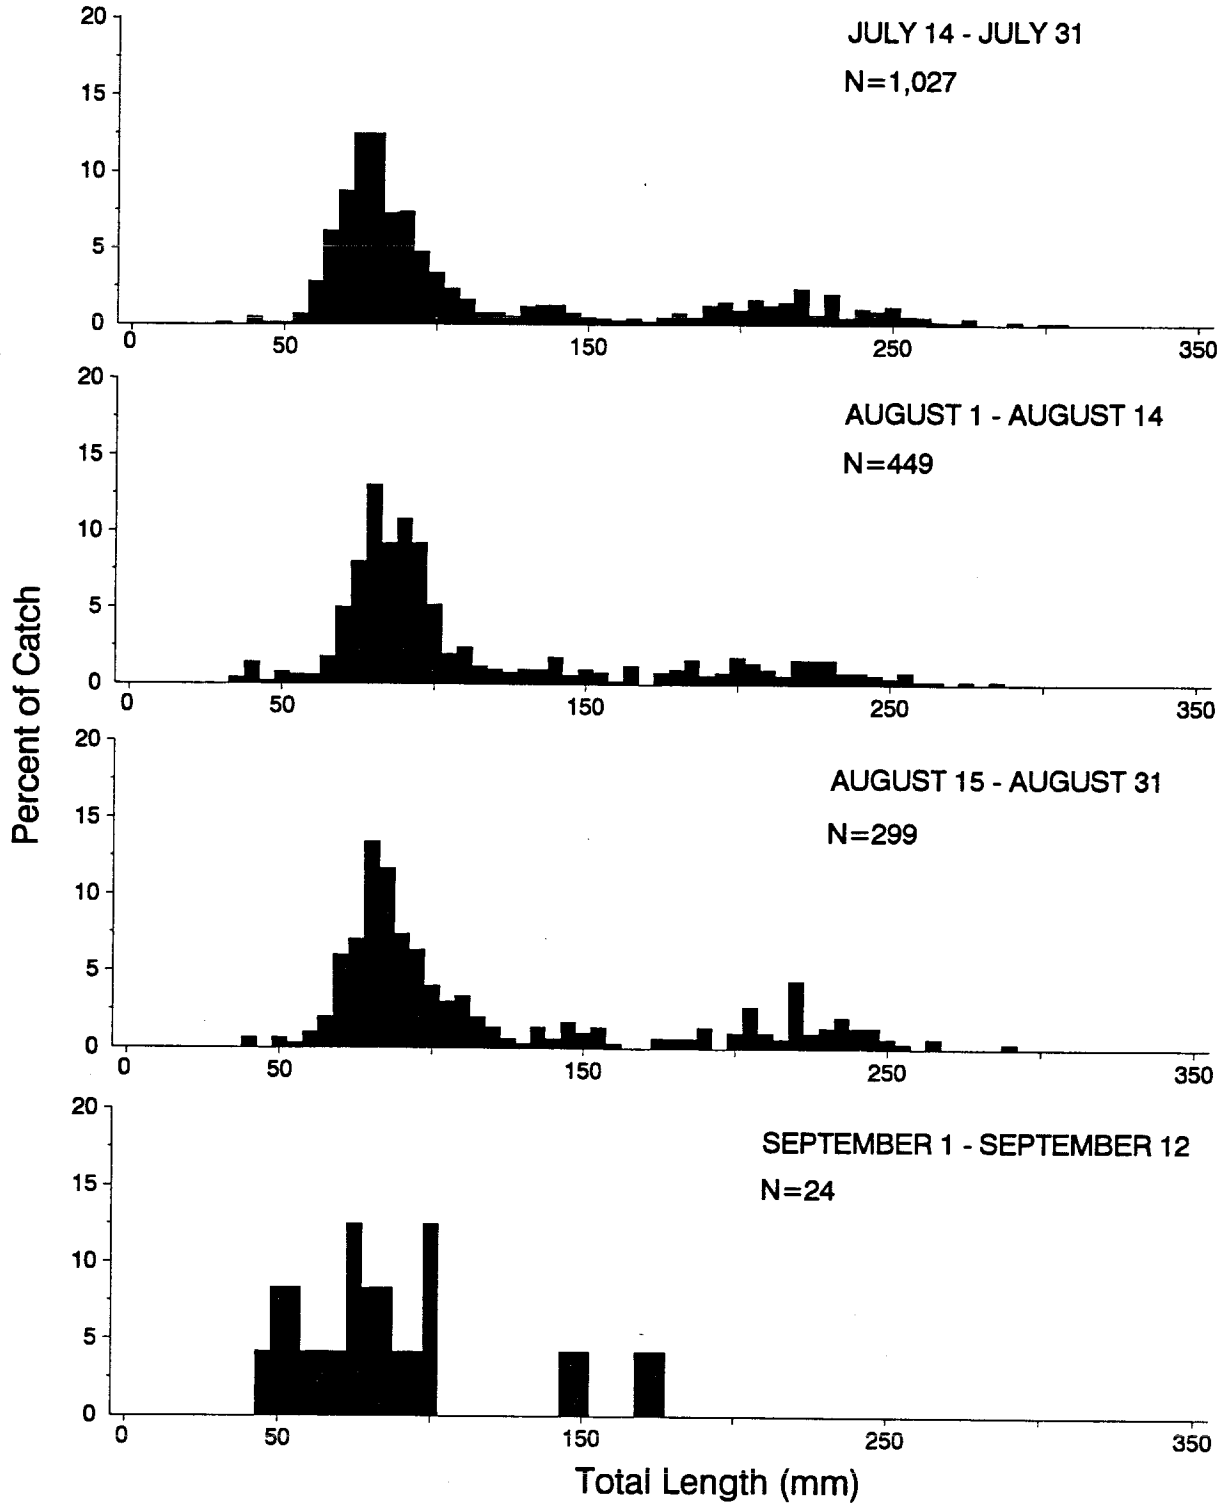 20
JULY 14 - JULY 31
N=1,027
15
10
5
0
0 50 150 250 350
20
AUGUST 1 - AUGUST 14
N=449
15
10
5
0
0 50 150 250 350
Percent of Catch
20
AUGUST 15 - AUGUST 31
N=299
15
10
5
0
0 50 150 250 350
20
SEPTEMBER 1 - SEPTEMBER 12
N=24
15
10
5
0
0 50 150 250 350
Total Length (mm)